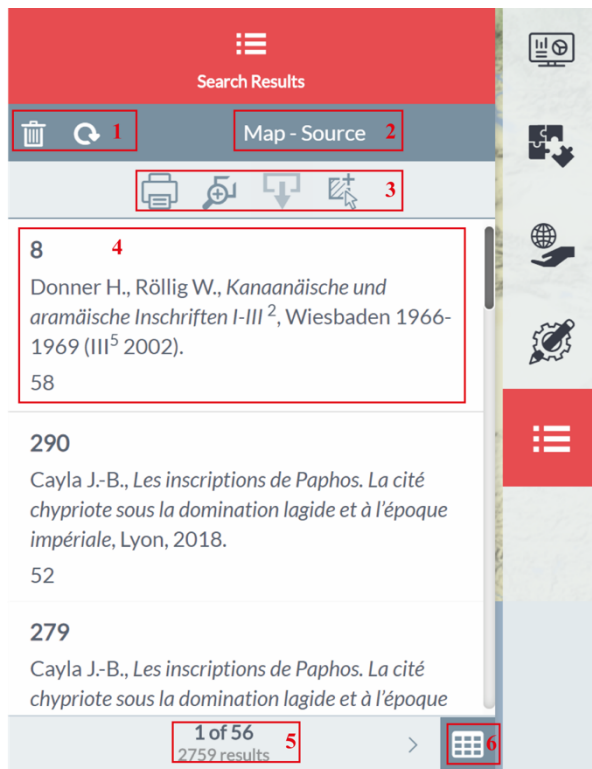 Search Results
1
Map - Source 2
3
8 4
Donner H., Röllig W., Kanaanäische und
aramäische Inschriften I-III ², Wiesbaden 1966-
1969 (III⁵ 2002).
58
290
Cayla J.-B., Les inscriptions de Paphos. La cité
chypriote sous la domination lagide et à l'époque
impériale, Lyon, 2018.
52
279
Cayla J.-B., Les inscriptions de Paphos. La cité
chypriote sous la domination lagide et à l'époque
1 of 56
2759 results 5
6